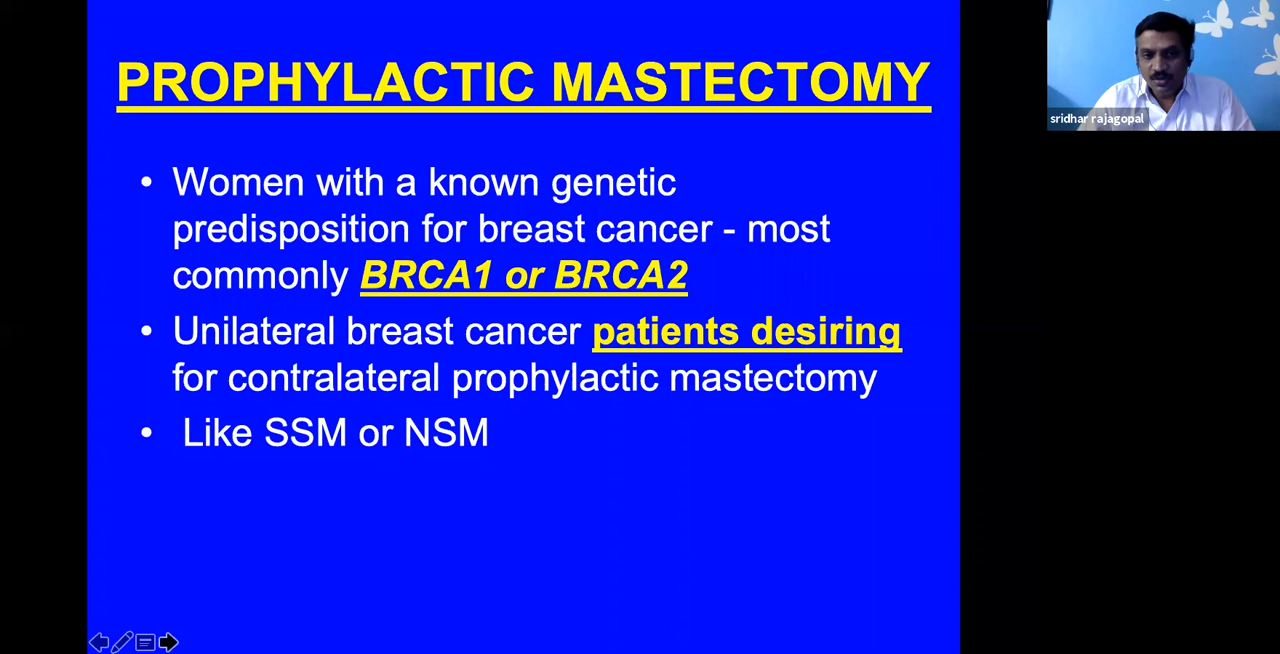 PROPHYLACTIC MASTECTOMY
• Women with a known genetic
predisposition for breast cancer - most
commonly BRCA1 or BRCA2
• Unilateral breast cancer patients desiring
for contralateral prophylactic mastectomy
• Like SSM or NSM
sridhar rajagopal